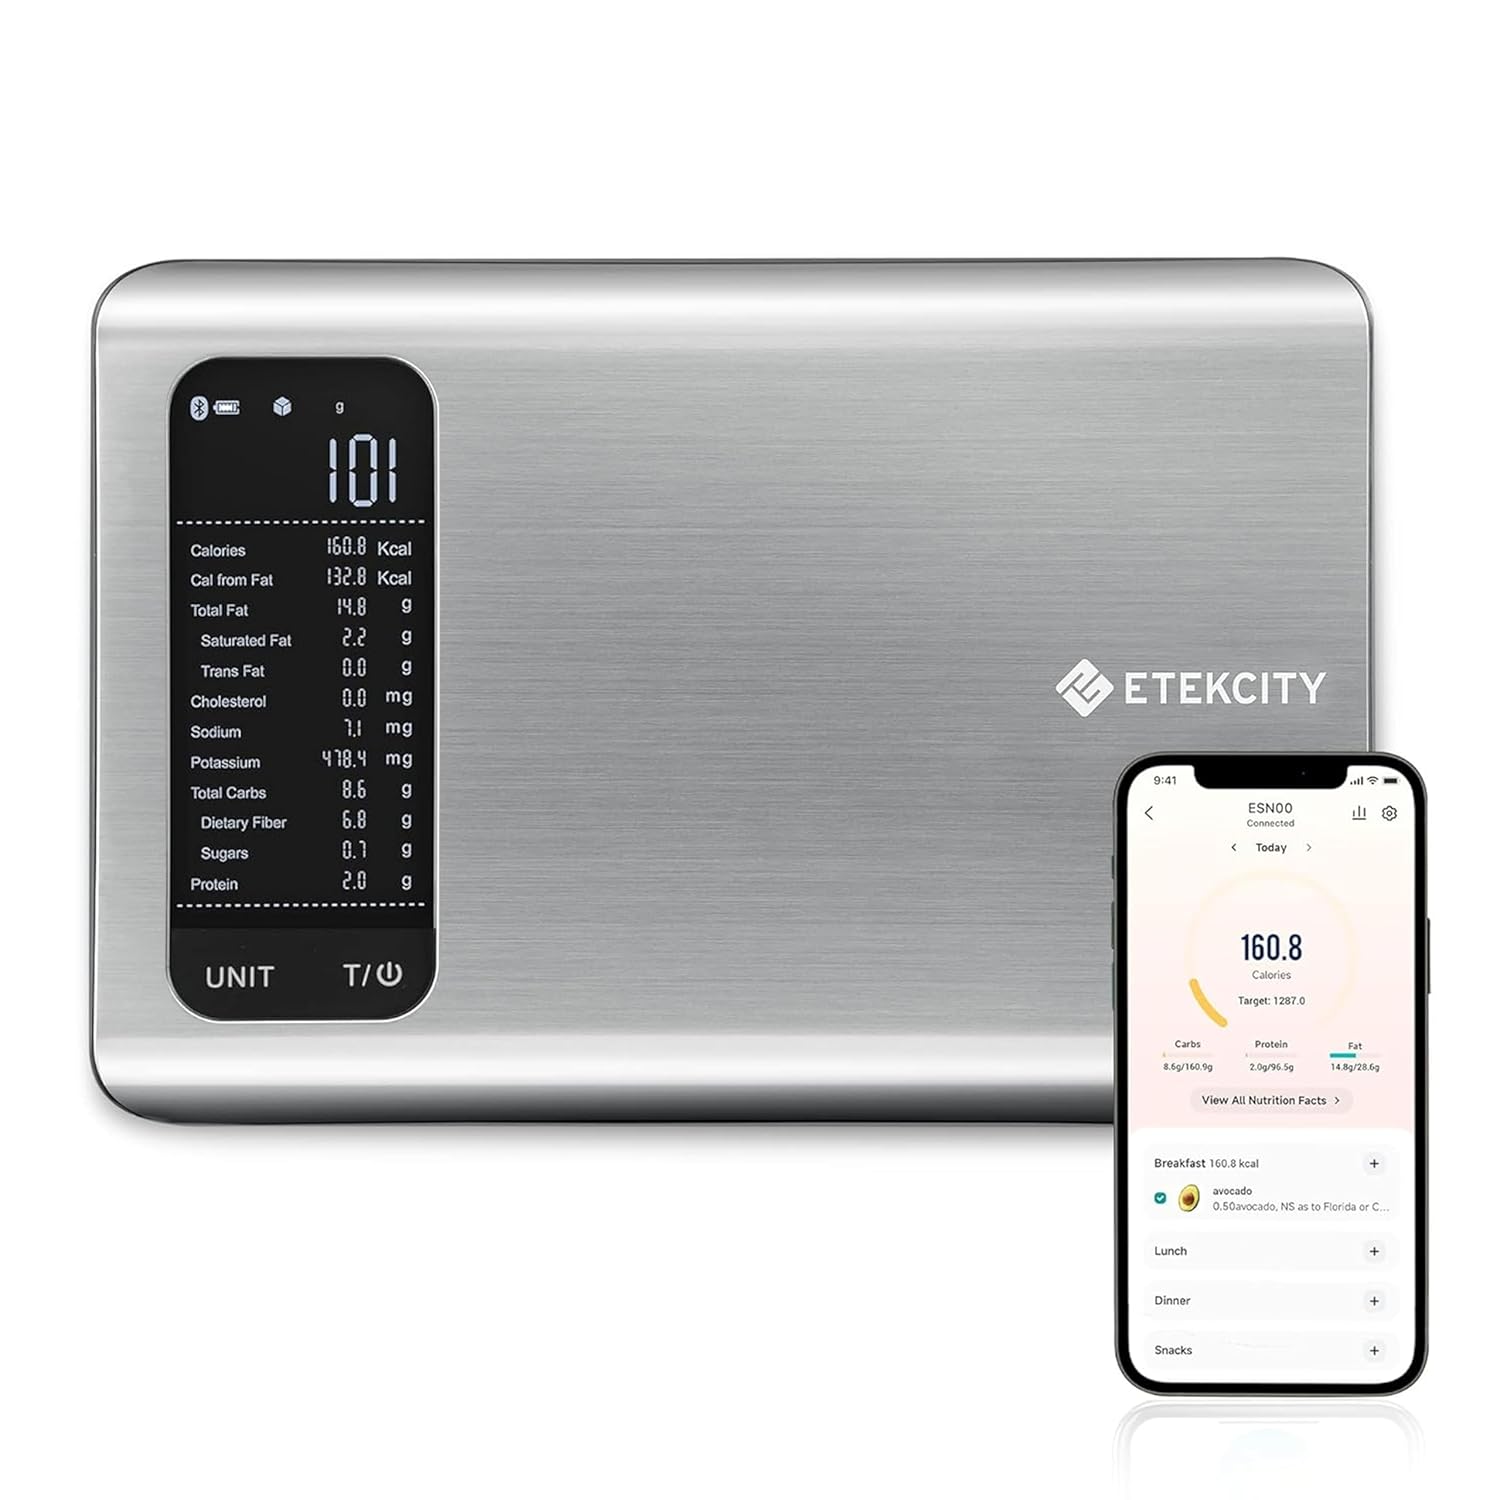 g
101
Calories 160.8 Kcal
Cal from Fat 132.8 Kcal
Total Fat 14.8 g
Saturated Fat 2.2 g
Trans Fat 0.0 g
Cholesterol 0.0 mg
Sodium 7.1 mg
Potassium 478.4 mg
Total Carbs 8.6 g
Dietary Fiber 6.8 g
Sugars 0.7 g
Protein 2.0 g
UNIT T/
ETEKCITY
9:41
ESN00
Connected
< Today >
160.8
Calories
Target: 1287.0
Carbs Protein Fat
8.6g/160.9g 2.0g/96.5g 14.8g/28.6g
View All Nutrition Facts >
Breakfast 160.8 kcal +
avocado
0.50avocado, NS as to Florida or C...
Lunch +
Dinner +
Snacks +